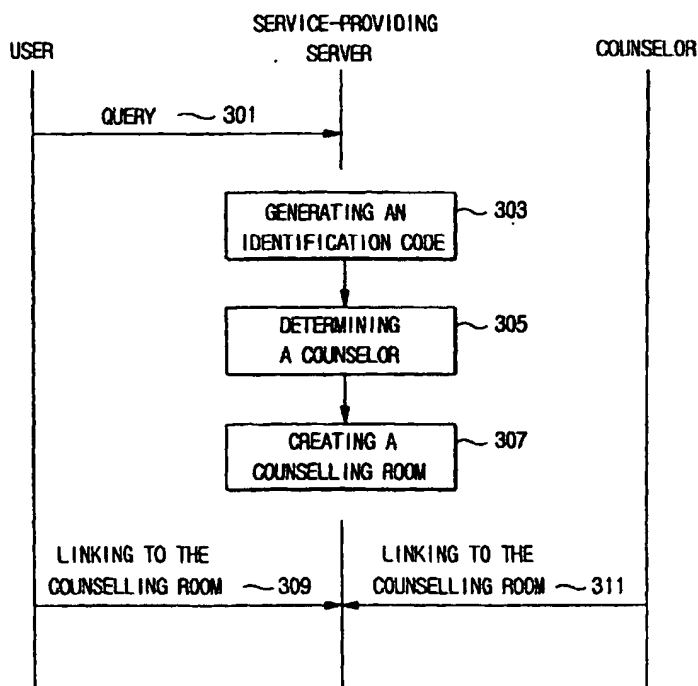 SERVICE-PROVIDING
USER SERVER COUNSELOR
QUERY 301
GENERATING AN
IDENTIFICATION CODE
303
DETERMINING
A COUNSELOR
305
CREATING A
COUNSELLING ROOM
307
LINKING TO THE
COUNSELLING ROOM 309
LINKING TO THE
COUNSELLING ROOM 311